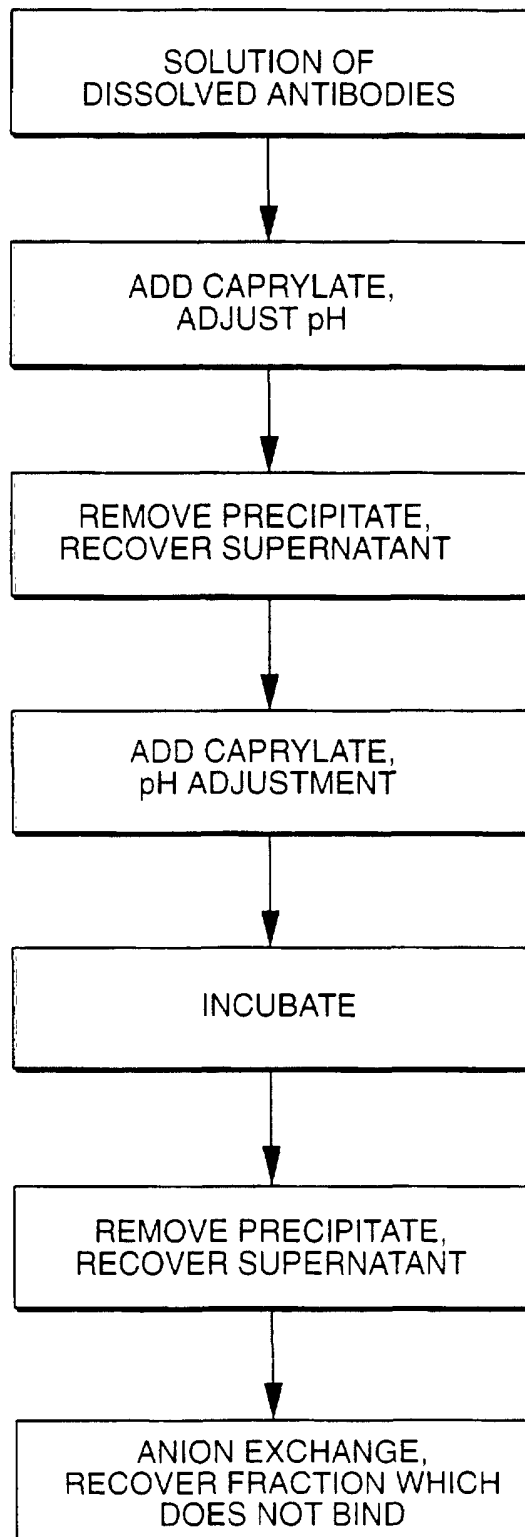 SOLUTION OF
DISSOLVED ANTIBODIES
ADD CAPRYLATE,
ADJUST pH
REMOVE PRECIPITATE,
RECOVER SUPERNATANT
ADD CAPRYLATE,
pH ADJUSTMENT
INCUBATE
REMOVE PRECIPITATE,
RECOVER SUPERNATANT
ANION EXCHANGE,
RECOVER FRACTION WHICH
DOES NOT BIND